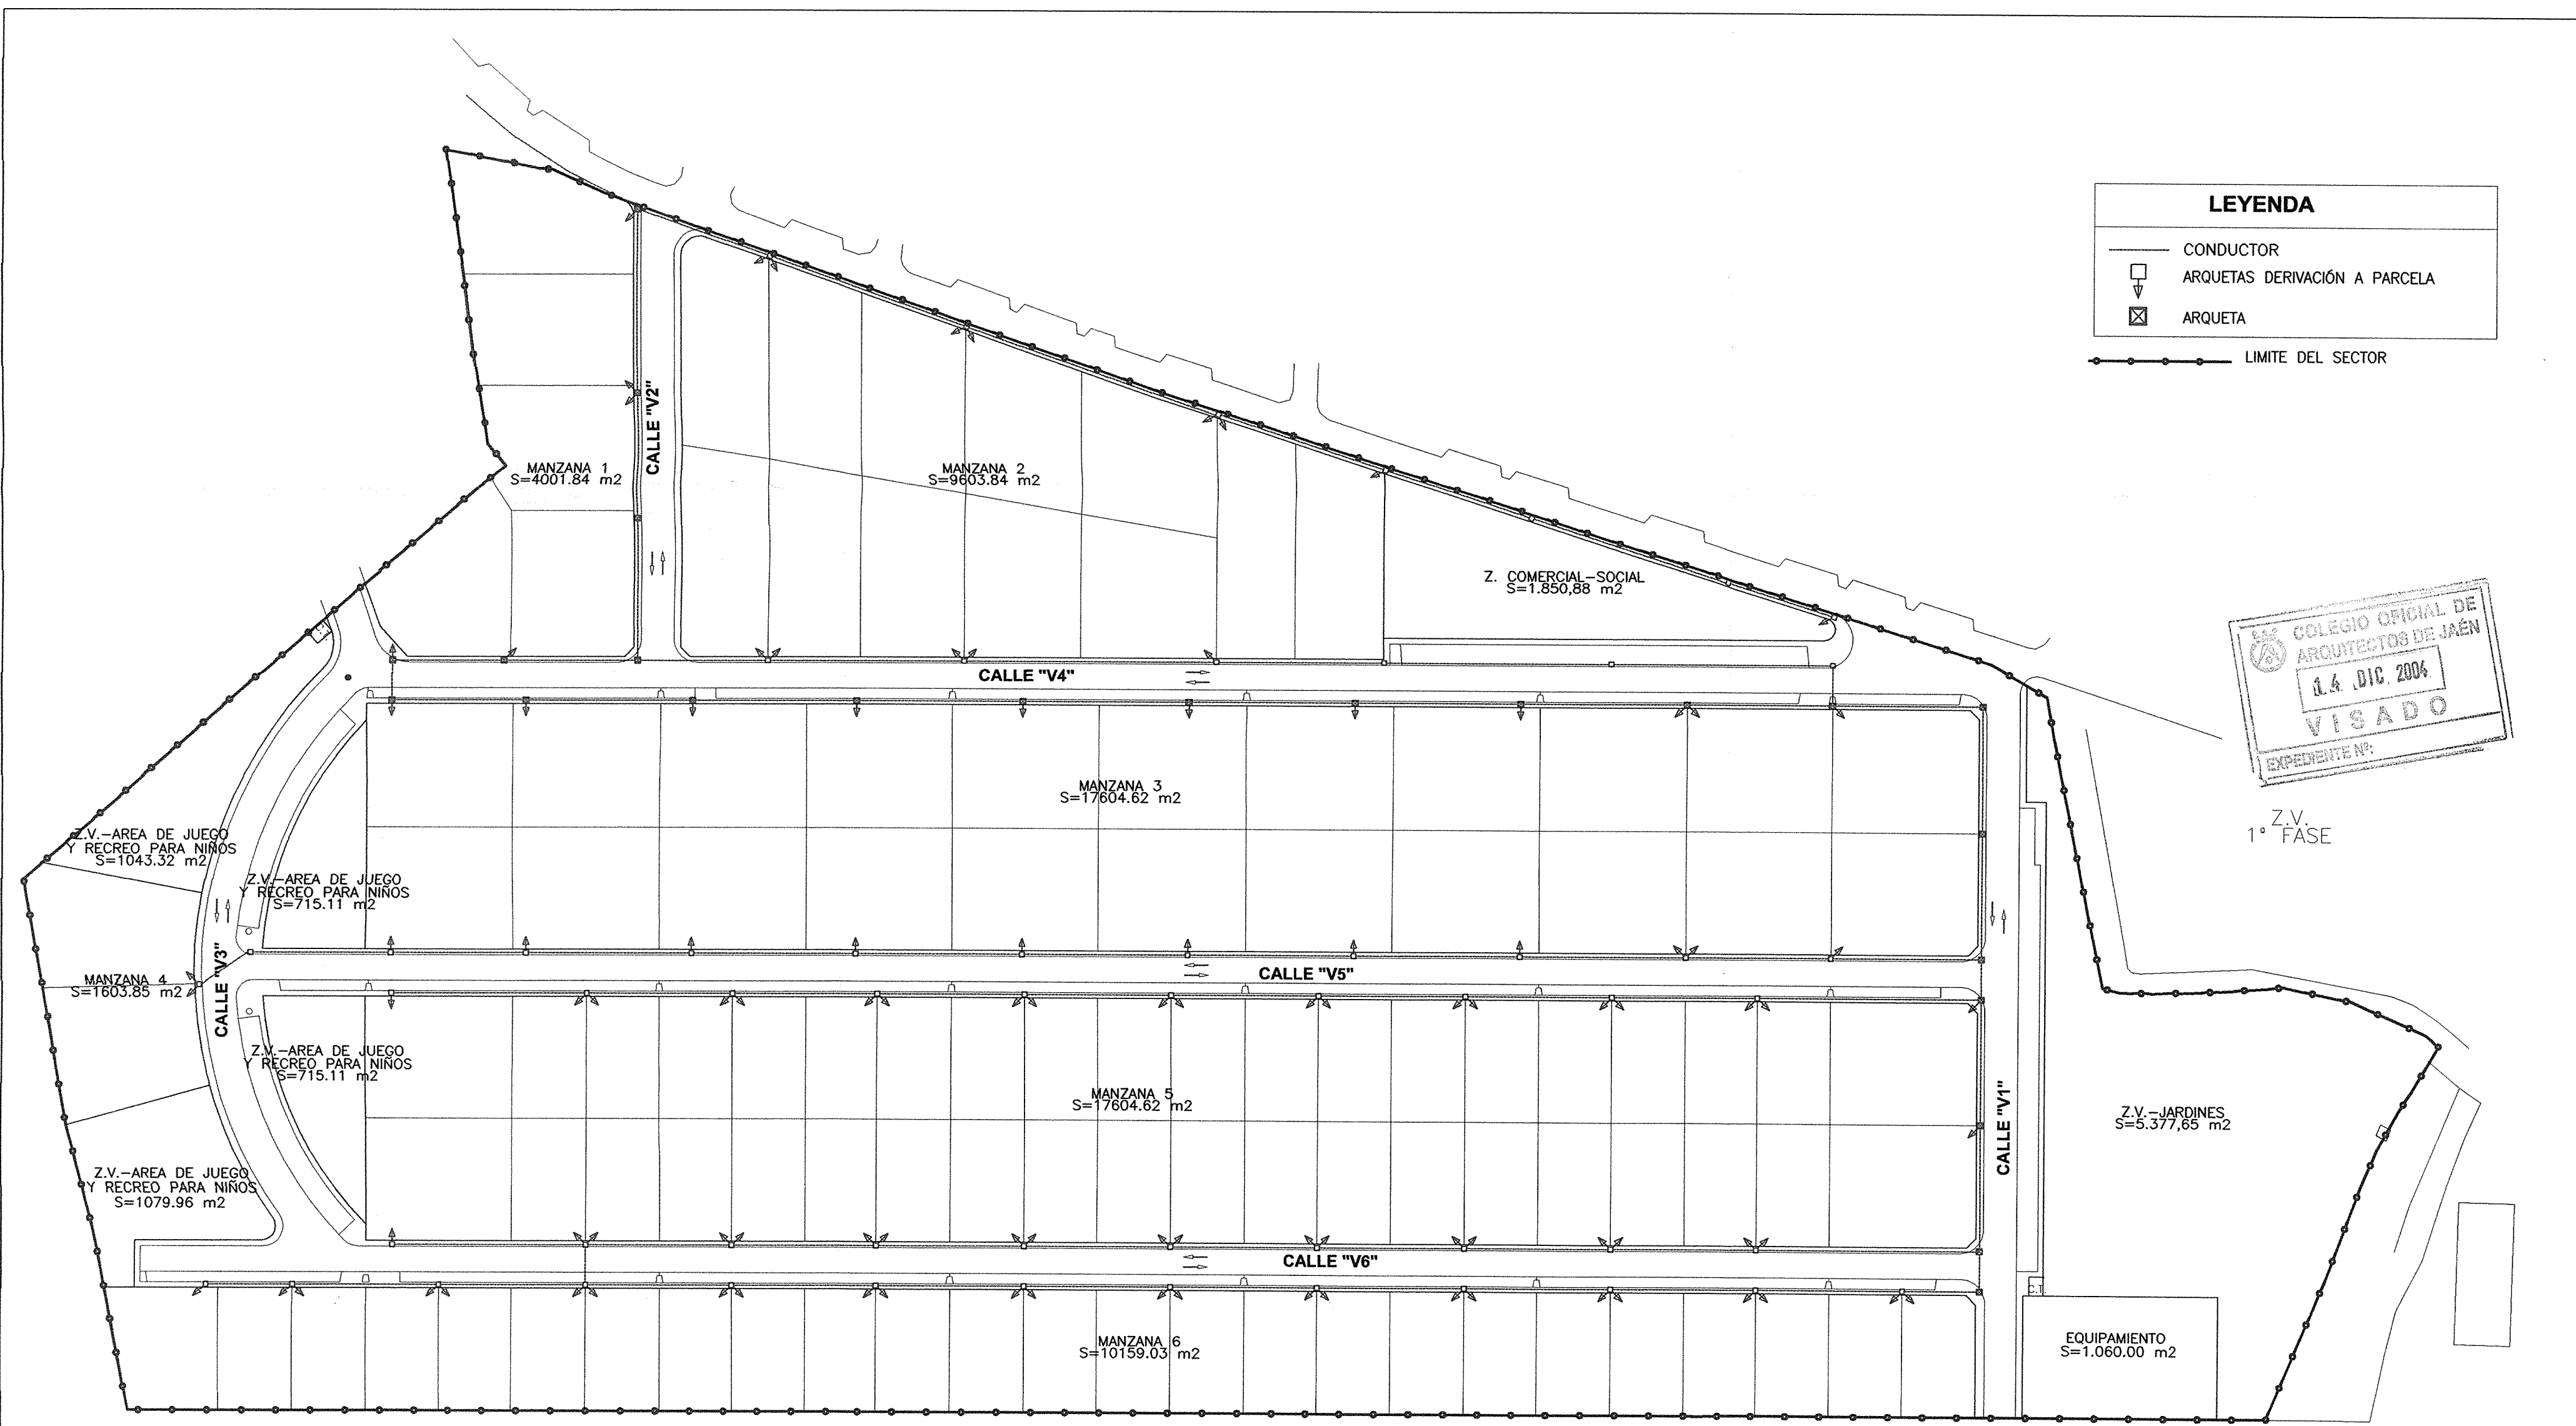 LEYENDA
CONDUCTOR
ARQUETAS DERIVACIÓN A PARCELA
ARQUETA
LIMITE DEL SECTOR
CALLE "V2"
MANZANA 1
S=4001.84 m2
MANZANA 2
S=9603.84 m2
Z. COMERCIAL-SOCIAL
S=1.850,88 m2
COLEGIO OFICIAL DE
ARQUITECTOS DE JAÉN
14 DIC. 2004
VISADO
EXPEDIENTE Nº:
CALLE "V4"
MANZANA 3
S=17604.62 m2
Z.V.
1ª FASE
Z.V.-AREA DE JUEGO
Y RECREO PARA NIÑOS
S=1043.32 m2
Z.V.-AREA DE JUEGO
Y RECREO PARA NIÑOS
S=715.11 m2
CALLE "V3"
MANZANA 4
S=1603.85 m2
CALLE "V5"
Z.V.-AREA DE JUEGO
Y RECREO PARA NIÑOS
S=715.11 m2
MANZANA 5
S=17604.62 m2
CALLE "V1"
Z.V.-JARDINES
S=5.377,65 m2
Z.V.-AREA DE JUEGO
Y RECREO PARA NIÑOS
S=1079.96 m2
CALLE "V6"
C.T.
MANZANA 6
S=10159.03 m2
EQUIPAMIENTO
S=1.060.00 m2